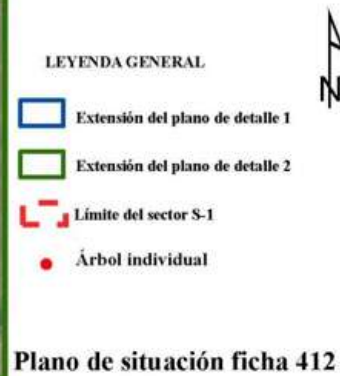 LEYENDA GENERAL
N
Extensión del plano de detalle 1
Extensión del plano de detalle 2
Límite del sector S-1
Árbol individual
Plano de situación ficha 412